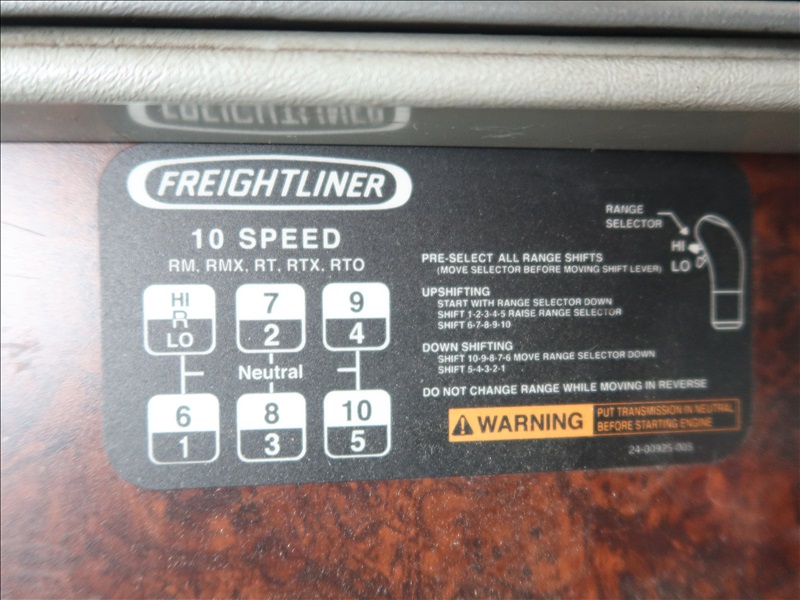 FREIGHTLINER
10 SPEED
RM, RMX, RT, RTX, RTO
HI
R
LO
7
2
9
4
Neutral
6
1
8
3
10
5
RANGE
SELECTOR
HI
LO
PRE-SELECT ALL RANGE SHIFTS
(MOVE SELECTOR BEFORE MOVING SHIFT LEVER)
UPSHIFTING
START WITH RANGE SELECTOR DOWN
SHIFT 1-2-3-4-5 RAISE RANGE SELECTOR
SHIFT 6-7-8-9-10
DOWN SHIFTING
SHIFT 10-9-8-7-6 MOVE RANGE SELECTOR DOWN
SHIFT 5-4-3-2-1
DO NOT CHANGE RANGE WHILE MOVING IN REVERSE
WARNING
PUT TRANSMISSION IN NEUTRAL
BEFORE STARTING ENGINE
24-00925-005